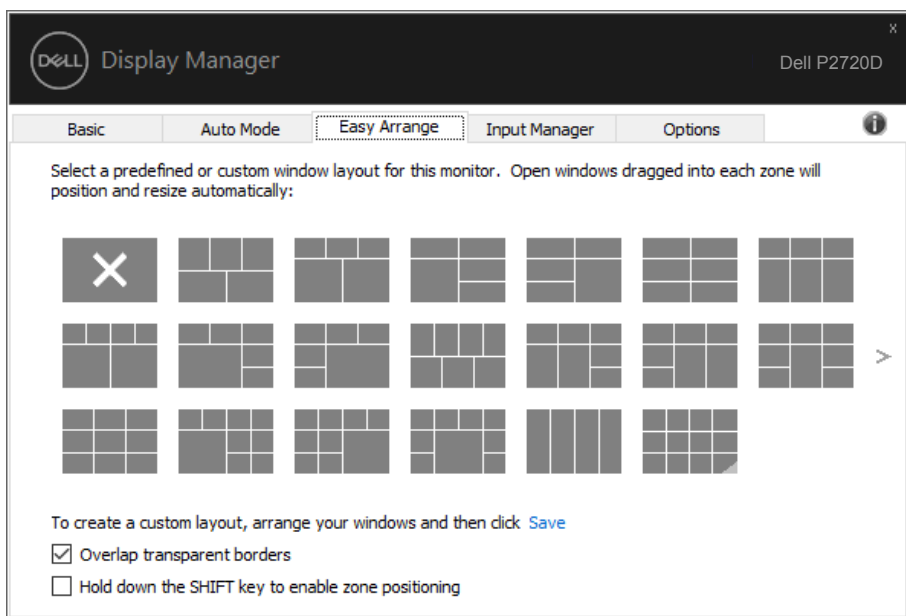 x
DELL Display Manager
Dell P2720D
Basic Auto Mode Easy Arrange Input Manager Options i
Select a predefined or custom window layout for this monitor. Open windows dragged into each zone will
position and resize automatically:
>
To create a custom layout, arrange your windows and then click Save
Overlap transparent borders
Hold down the SHIFT key to enable zone positioning